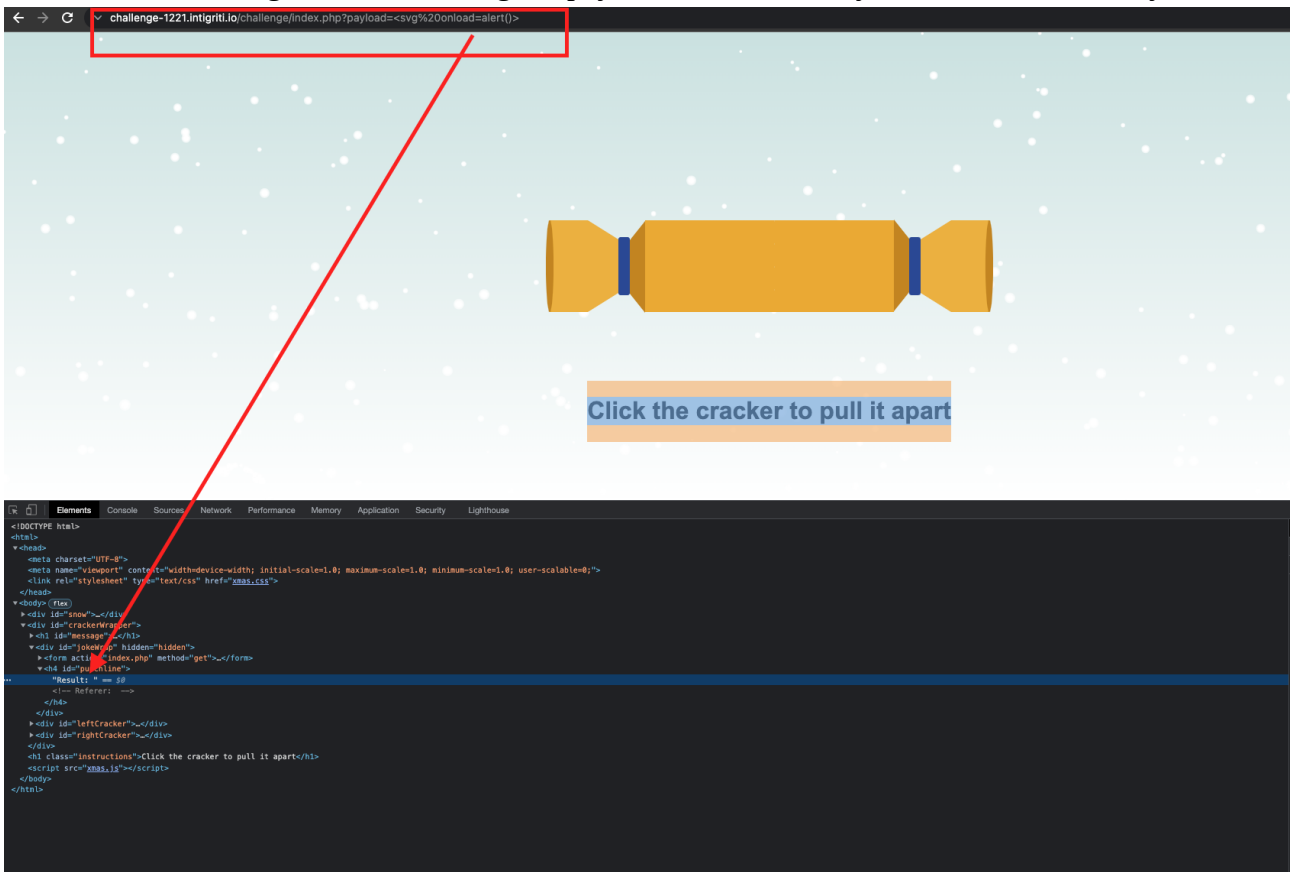 challenge-1221.intigriti.io/challenge/index.php?payload=<svg%20onload=alert()>
Click the cracker to pull it apart
Elements Console Sources Network Performance Memory Application Security Lighthouse
<!DOCTYPE html>
<html>
▼<head>
<meta charset="UTF-8">
<meta name="viewport" content="width=device-width; initial-scale=1.0; maximum-scale=1.0; minimum-scale=1.0; user-scalable=0;">
<link rel="stylesheet" type="text/css" href="xmas.css">
</head>
▼<body> flex
▶<div id="snow">…</div>
▼<div id="crackerWrapper">
▶<h1 id="message">…</h1>
▼<div id="jokeWrap" hidden="hidden">
▶<form action="index.php" method="get">…</form>
▼<h4 id="punchline">
"Result: " == $0
<!-- Referer: -->
</h4>
</div>
▶<div id="leftCracker">…</div>
▶<div id="rightCracker">…</div>
</div>
<h1 class="instructions">Click the cracker to pull it apart</h1>
<script src="xmas.js"></script>
</body>
</html>